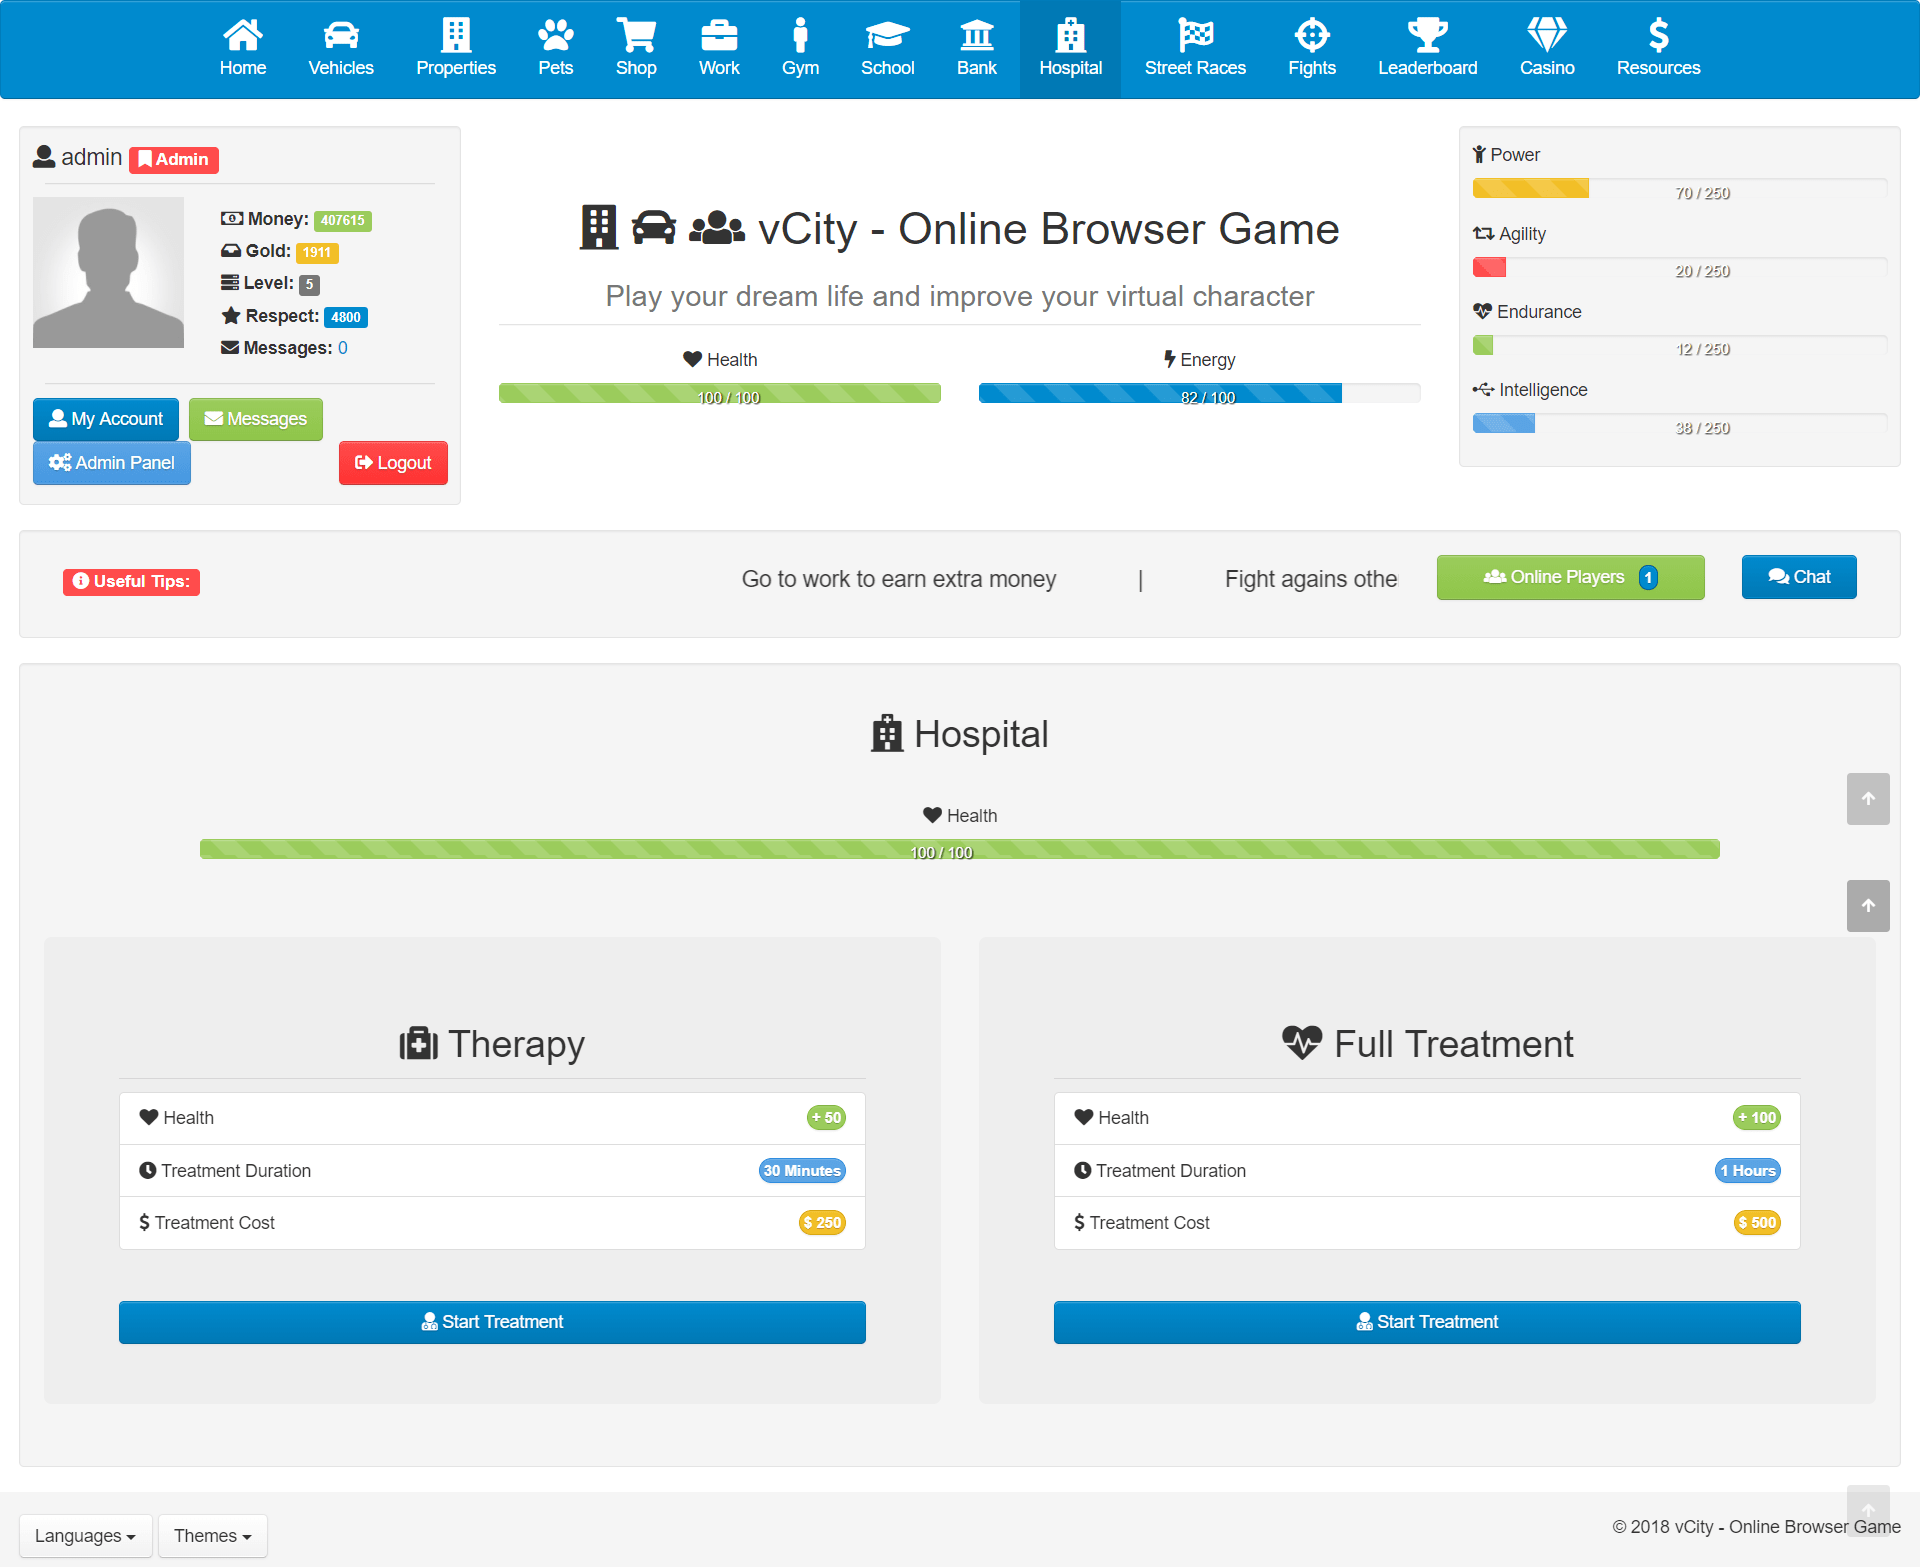 Home Vehicles Properties Pets Shop Work Gym School Bank Hospital Street Races Fights Leaderboard Casino Resources
admin Admin
Money: 407615
Gold: 1911
Level: 5
Respect: 4800
Messages: 0
My Account Messages
Admin Panel Logout
vCity - Online Browser Game
Play your dream life and improve your virtual character
Health Energy
100 / 100 82 / 100
Power
70 / 250
Agility
20 / 250
Endurance
12 / 250
Intelligence
38 / 250
Useful Tips: Go to work to earn extra money | Fight agains othe Online Players 1 Chat
Hospital
Health
100 / 100
Therapy
Health + 50
Treatment Duration 30 Minutes
Treatment Cost $ 250
Start Treatment
Full Treatment
Health + 100
Treatment Duration 1 Hours
Treatment Cost $ 500
Start Treatment
Languages Themes
© 2018 vCity - Online Browser Game